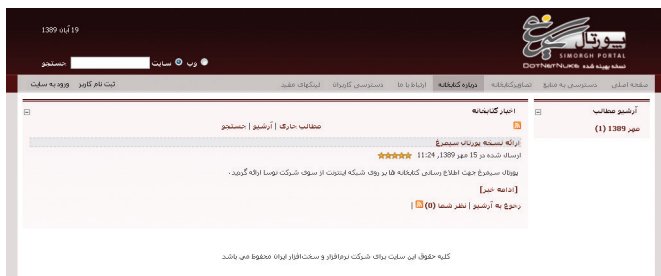 19 آبان 1389
پورتال سیمرغ
SIMORGH PORTAL
نسخه بهینه شده DOTNETNUKE
وب سایت جستجو
صفحه اصلی دسترسی به منابع تصاویرکتابخانه درباره کتابخانه ارتباط با ما دسترسی کاربران لینکهای مفید ثبت نام کاربر ورود به سایت
آرشیو مطالب
مهر 1389 (1)
اخبار کتابخانه
مطالب جاری | آرشیو | جستجو
ارائه نسخه پورتال سیمرغ
ارسال شده در 15 مهر 1389, 11:24
پورتال سیمرغ جهت اطلاع رسانی کتابخانه ها بر روی شبکه اینترنت از سوی شرکت نوسا ارائه گردید.
[ادامه خبر]
رجوع به آرشیو | نظر شما (0) |
کلیه حقوق این سایت برای شرکت نرم‌افزار و سخت‌افزار ایران محفوظ می باشد